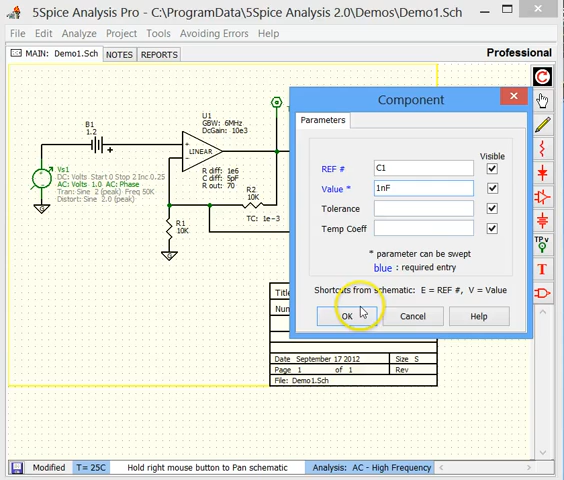 5Spice Analysis Pro - C:\ProgramData\5Spice Analysis 2.0\Demos\Demo1.Sch
File Edit Analyze Project Tools Avoiding Errors Help
MAIN: Demo1.Sch NOTES REPORTS Professional
Component
Parameters
Visible
REF # C1
Value * 1nF
Tolerance
Temp Coeff
* parameter can be swept
blue : required entry
Shortcuts from schematic: E = REF #, V = Value
OK Cancel Help
B1
1.2
U1
GBW: 6MHz
DcGain: 10e3
LINEAR
Vs1
DC: Volts Start 0 Stop 2 Inc 0.25
AC: Volts 1.0 AC: Phase
Tran: Sine 2 (peak) Freq 50K
Distort: 2.0 (peak)
R diff: 1e6
C diff: 5pF
R out: 70
R2
10K
TC: 1e-3
R1
10K
Date September 17 2012 Size S
Page 1 of 1 Rev
File: Demo1.Sch
TPv
T
Modified T= 25C Hold right mouse button to Pan schematic Analysis: AC - High Frequency